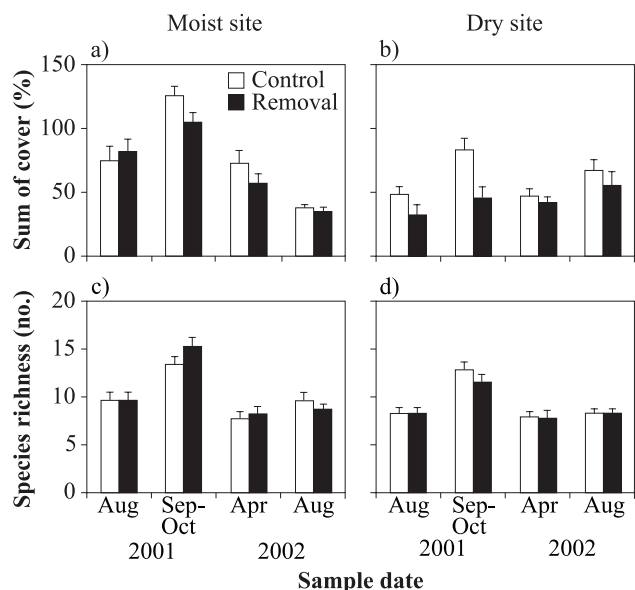 Moist site
Dry site
a)
b)
Sum of cover (%)
150
100
50
0
Control
Removal
c)
d)
Species richness (no.)
20
15
10
5
0
Aug
Sep-
Oct
Apr
Aug
Aug
Sep-
Oct
Apr
Aug
2001
2002
2001
2002
Sample date